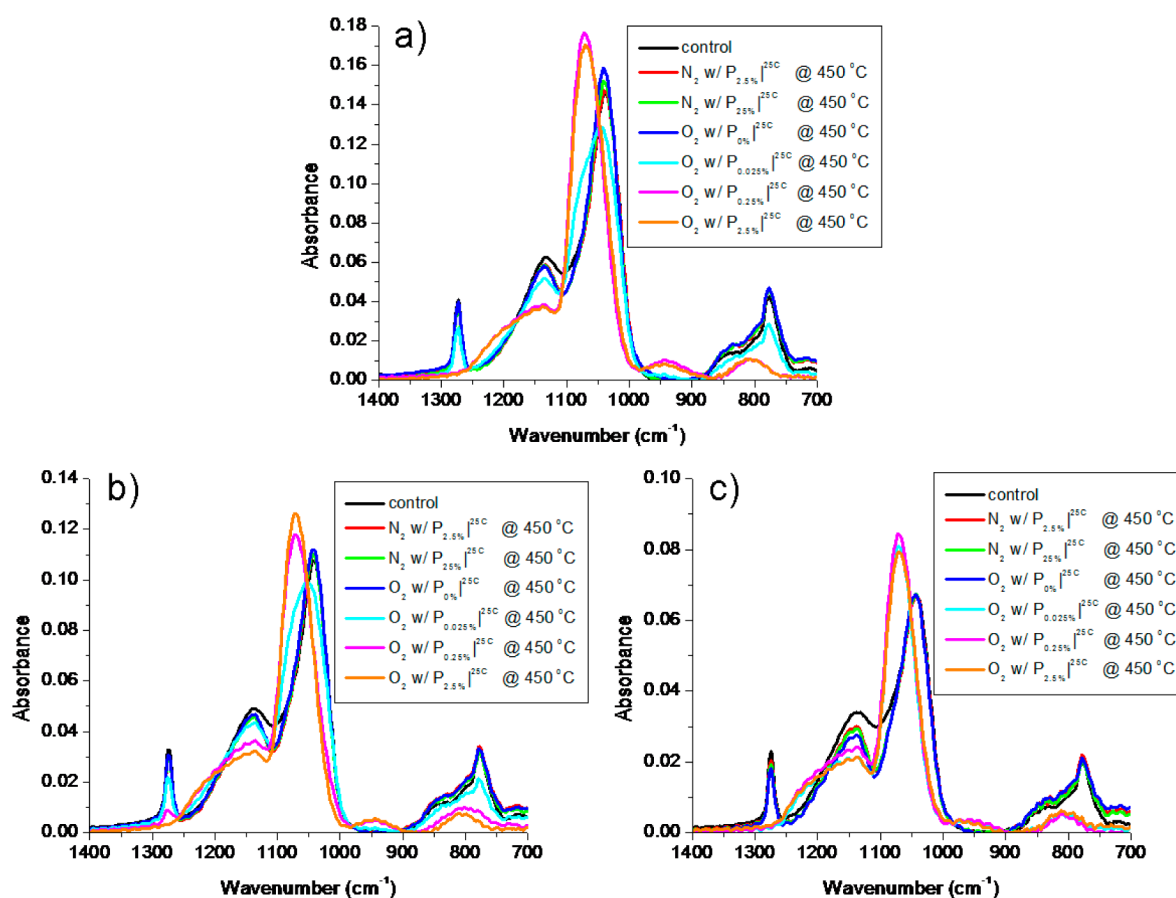 a)
0.18
0.16
0.14
0.12
0.10
0.08
0.06
0.04
0.02
0.00
Absorbance
control
N₂ w/ P₂.₅%|²⁵ᶜ @ 450 °C
N₂ w/ P₂₅%|²⁵ᶜ @ 450 °C
O₂ w/ P₀%|²⁵ᶜ @ 450 °C
O₂ w/ P₀.₀₂₅%|²⁵ᶜ @ 450 °C
O₂ w/ P₀.₂₅%|²⁵ᶜ @ 450 °C
O₂ w/ P₂.₅%|²⁵ᶜ @ 450 °C
1400 1300 1200 1100 1000 900 800 700
Wavenumber (cm⁻¹)
b)
0.14
0.12
0.10
0.08
0.06
0.04
0.02
0.00
Absorbance
control
N₂ w/ P₂.₅%|²⁵ᶜ @ 450 °C
N₂ w/ P₂₅%|²⁵ᶜ @ 450 °C
O₂ w/ P₀%|²⁵ᶜ @ 450 °C
O₂ w/ P₀.₀₂₅%|²⁵ᶜ @ 450 °C
O₂ w/ P₀.₂₅%|²⁵ᶜ @ 450 °C
O₂ w/ P₂.₅%|²⁵ᶜ @ 450 °C
1400 1300 1200 1100 1000 900 800 700
Wavenumber (cm⁻¹)
c)
0.10
0.08
0.06
0.04
0.02
0.00
Absorbance
control
N₂ w/ P₂.₅%|²⁵ᶜ @ 450 °C
N₂ w/ P₂₅%|²⁵ᶜ @ 450 °C
O₂ w/ P₀%|²⁵ᶜ @ 450 °C
O₂ w/ P₀.₀₂₅%|²⁵ᶜ @ 450 °C
O₂ w/ P₀.₂₅%|²⁵ᶜ @ 450 °C
O₂ w/ P₂.₅%|²⁵ᶜ @ 450 °C
1400 1300 1200 1100 1000 900 800 700
Wavenumber (cm⁻¹)